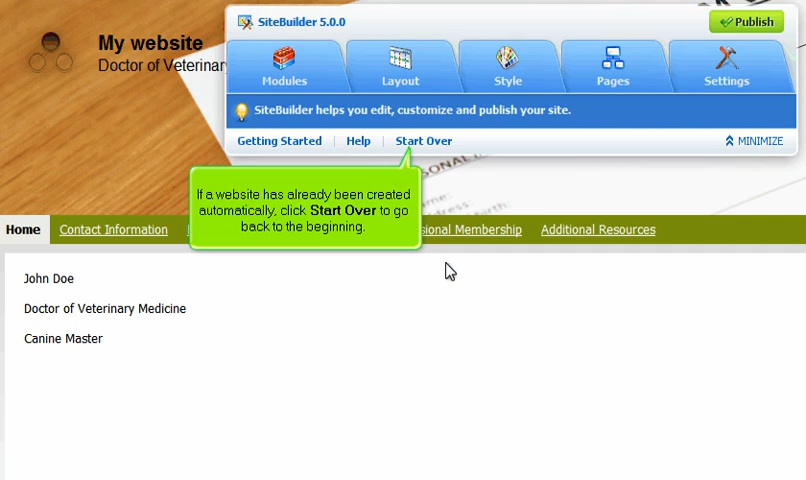 SiteBuilder 5.0.0
Publish
My website
Doctor of Veterinar
Modules
Layout
Style
Pages
Settings
SiteBuilder helps you edit, customize and publish your site.
Getting Started
Help
Start Over
MINIMIZE
If a website has already been created
automatically, click Start Over to go
back to the beginning.
Home
Contact Information
sional Membership
Additional Resources
John Doe
Doctor of Veterinary Medicine
Canine Master